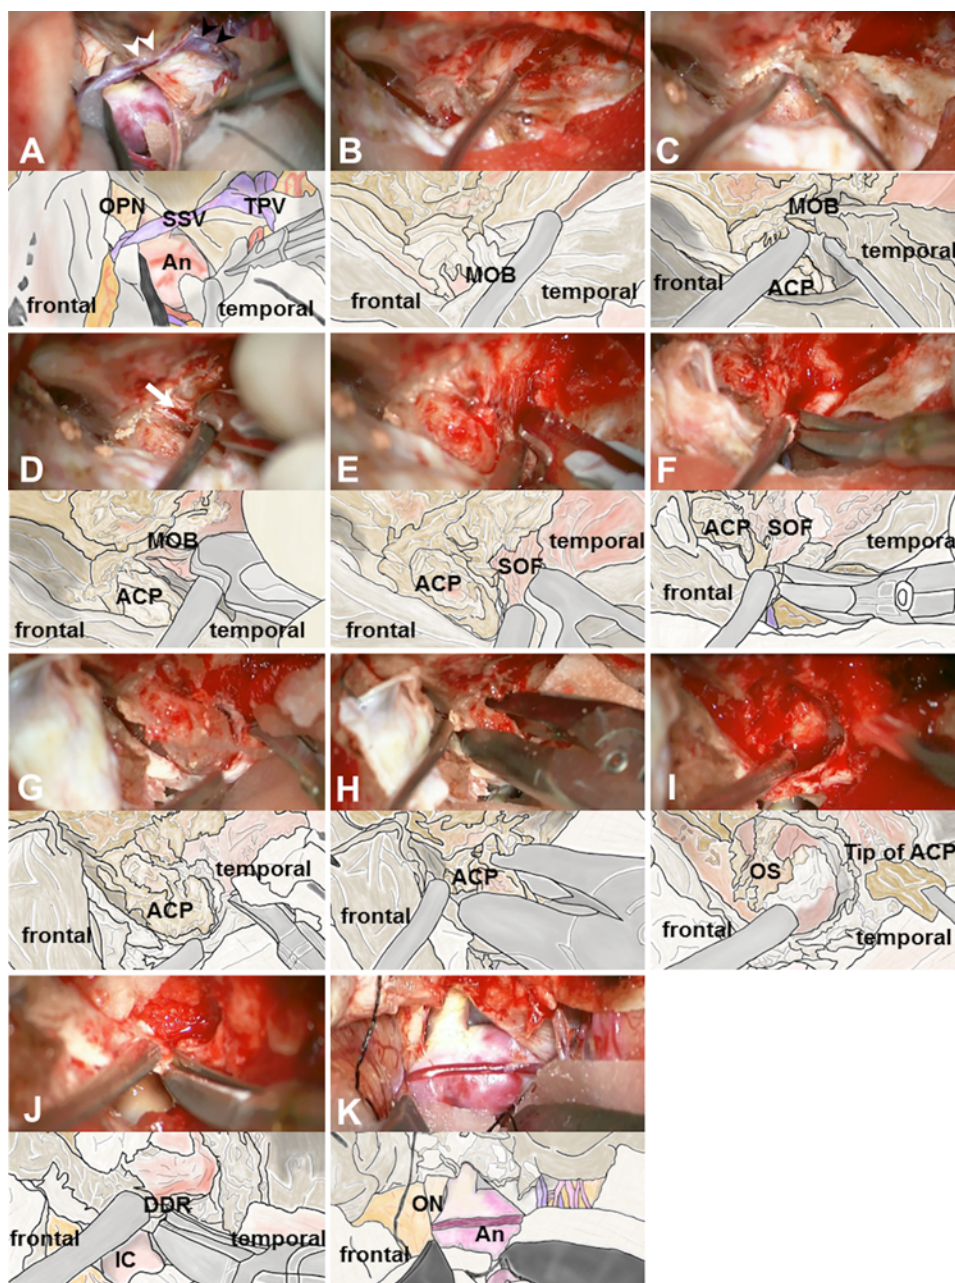 A
B
C
OPN
SSV
TPV
An
frontal
temporal
MOB
frontal
temporal
MOB
temporal
ACP
frontal
D
E
F
MOB
ACP
frontal
temporal
temporal
SOF
ACP
frontal
ACP
SOF
temporal
frontal
G
H
I
temporal
ACP
frontal
ACP
frontal
Tip of ACP
OS
frontal
temporal
J
K
DDR
frontal
temporal
IC
ON
An
frontal